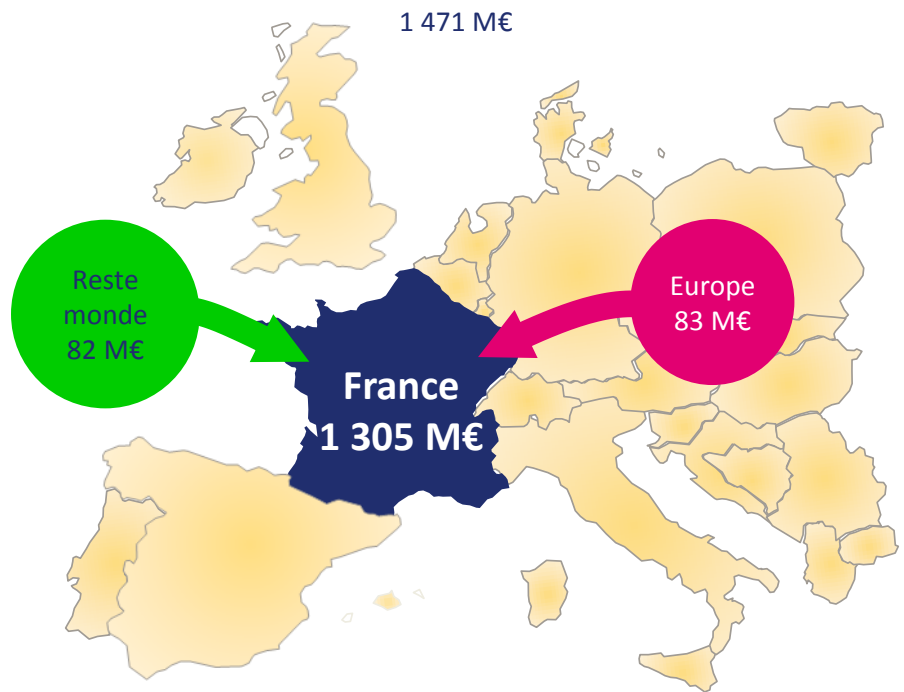 1 471 M€
Reste
monde
82 M€
Europe
83 M€
France
1 305 M€